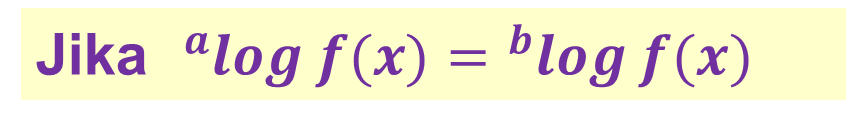 Jika ᵃlog f(x) = ᵇlog f(x)